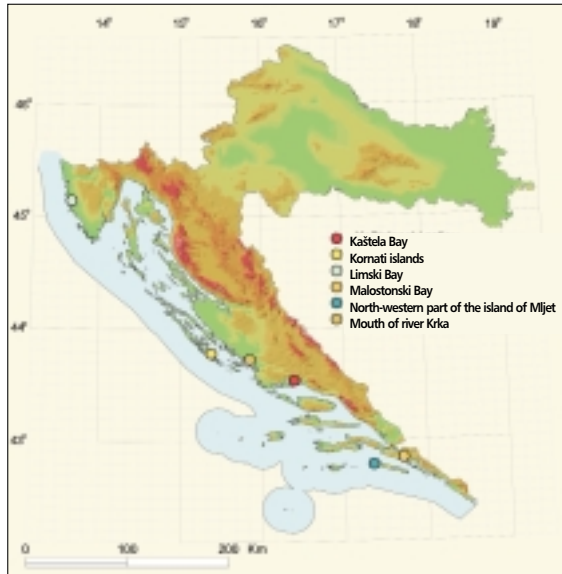 14° 15° 16° 17° 18° 19°
46°
45°
Kaštela Bay
Kornati islands
Limski Bay
Malostonski Bay
North-western part of the island of Mljet
Mouth of river Krka
44°
43°
0 100 200 Km